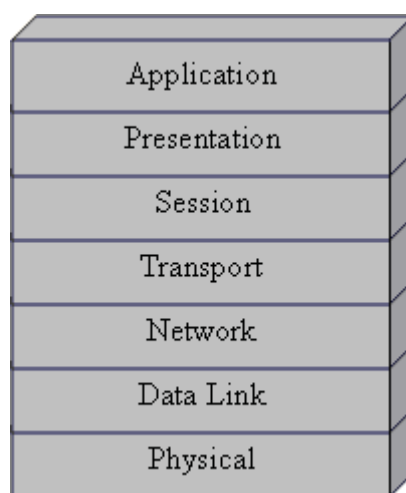 Application
Presentation
Session
Transport
Network
Data Link
Physical